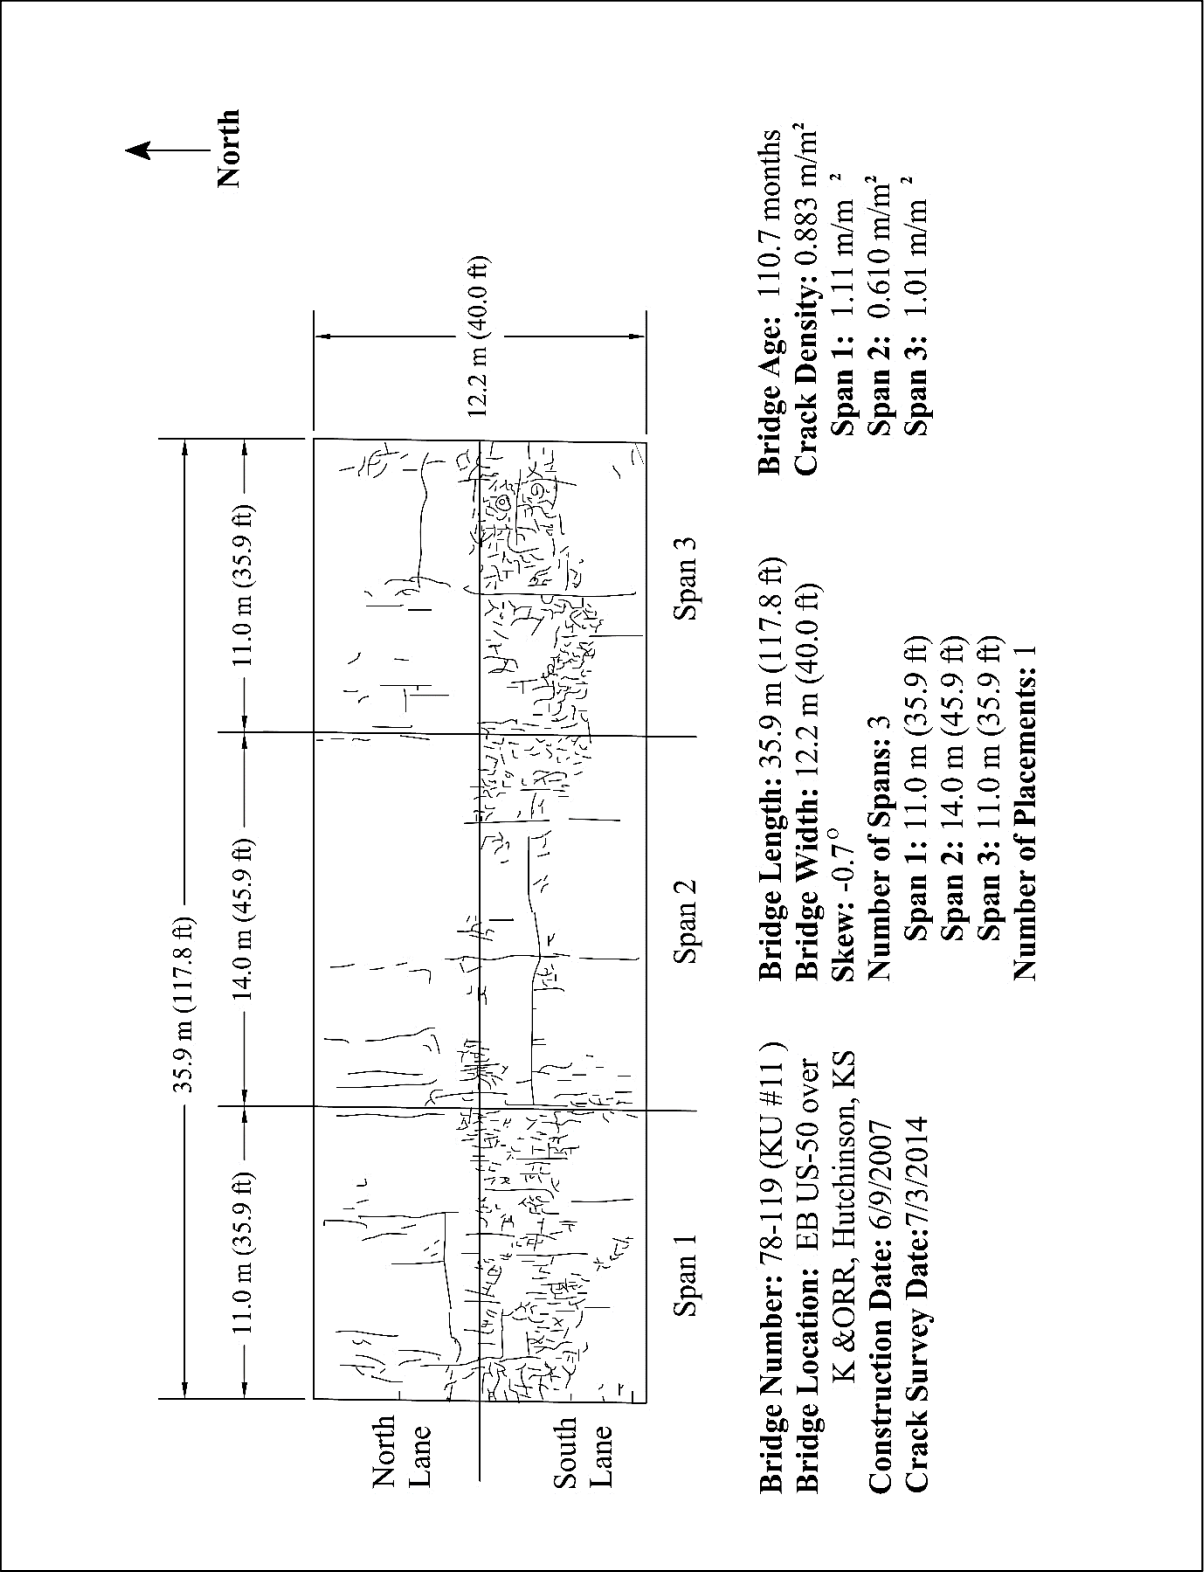 North
35.9 m (117.8 ft)
11.0 m (35.9 ft)
14.0 m (45.9 ft)
11.0 m (35.9 ft)
12.2 m (40.0 ft)
North
Lane
South
Lane
Span 1
Span 2
Span 3
Bridge Number: 78-119 (KU #11 )
Bridge Location: EB US-50 over
K &ORR, Hutchinson, KS
Construction Date: 6/9/2007
Crack Survey Date:7/3/2014
Bridge Length: 35.9 m (117.8 ft)
Bridge Width: 12.2 m (40.0 ft)
Skew: -0.7°
Number of Spans: 3
Span 1: 11.0 m (35.9 ft)
Span 2: 14.0 m (45.9 ft)
Span 3: 11.0 m (35.9 ft)
Number of Placements: 1
Bridge Age: 110.7 months
Crack Density: 0.883 m/m²
Span 1: 1.11 m/m ²
Span 2: 0.610 m/m²
Span 3: 1.01 m/m ²